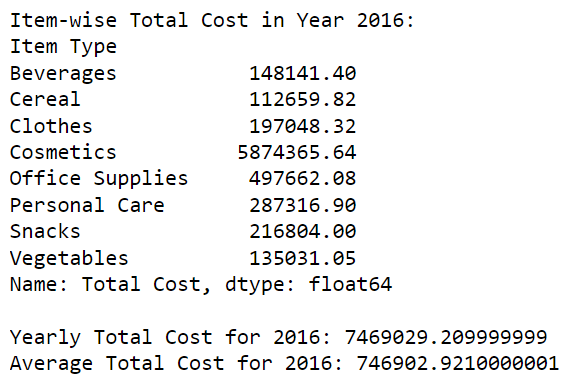 Item-wise Total Cost in Year 2016:
Item Type
Beverages 148141.40
Cereal 112659.82
Clothes 197048.32
Cosmetics 5874365.64
Office Supplies 497662.08
Personal Care 287316.90
Snacks 216804.00
Vegetables 135031.05
Name: Total Cost, dtype: float64
Yearly Total Cost for 2016: 7469029.209999999
Average Total Cost for 2016: 746902.9210000001